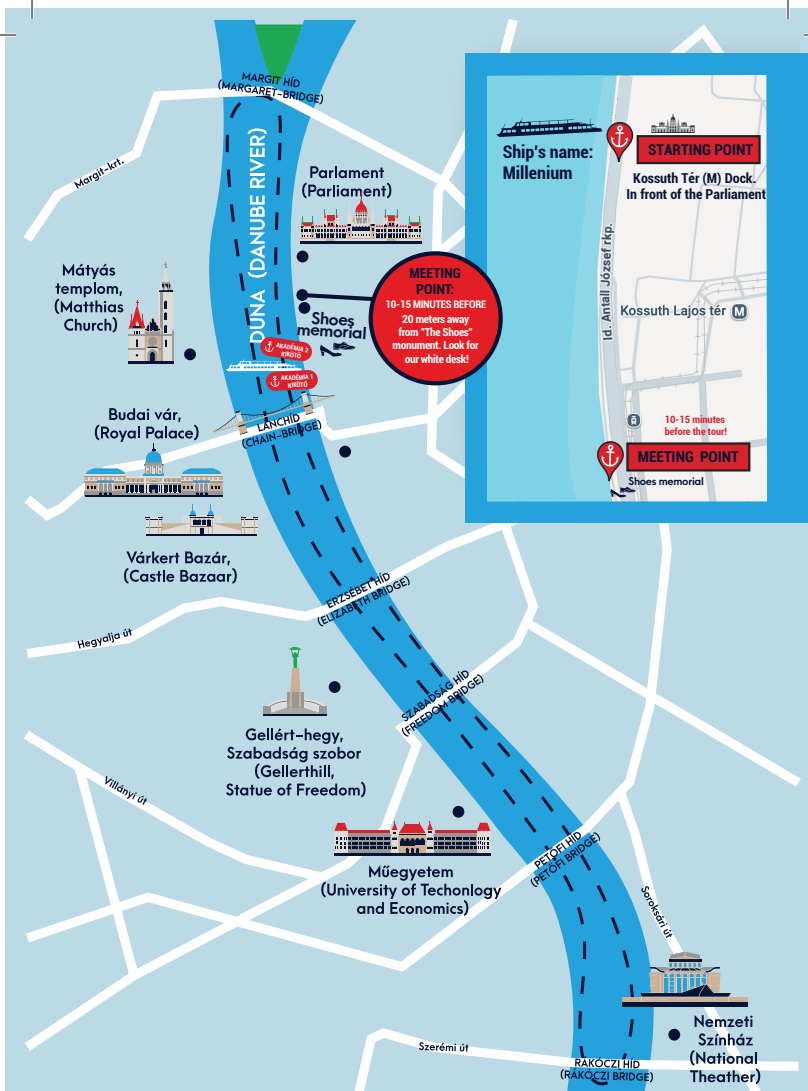 MARGIT HÍD
(MARGARET-BRIDGE)
Margit-krt.
DUNA (DANUBE RIVER)
Parlament
(Parliament)
Mátyás
templom,
(Matthias
Church)
MEETING
POINT:
10-15 MINUTES BEFORE
20 meters away
from "The Shoes"
monument. Look for
our white desk!
Shoes
memorial
AKADÉMIA 2
KIKÖTŐ
AKADÉMIA 1
KIKÖTŐ
LÁNCHÍD
(CHAIN-BRIDGE)
Budai vár,
(Royal Palace)
Várkert Bazár,
(Castle Bazaar)
ERZSÉBET HÍD
(ELIZABETH BRIDGE)
Hegyalja út
SZABADSÁG HÍD
(FREEDOM BRIDGE)
Gellért-hegy,
Szabadság szobor
(Gellerthill,
Statue of Freedom)
Villányi út
Műegyetem
(University of Techonlogy
and Economics)
PETŐFI HÍD
(PETŐFI BRIDGE)
Soroksári út
Nemzeti
Színház
(National
Theather)
Szerémi út
RÁKÓCZI HÍD
(RÁKÓCZI BRIDGE)
Ship's name:
Millenium
STARTING POINT
Kossuth Tér (M) Dock.
In front of the Parliament
Id. Antall József rkp.
Kossuth Lajos tér M
10-15 minutes
before the tour!
MEETING POINT
Shoes memorial